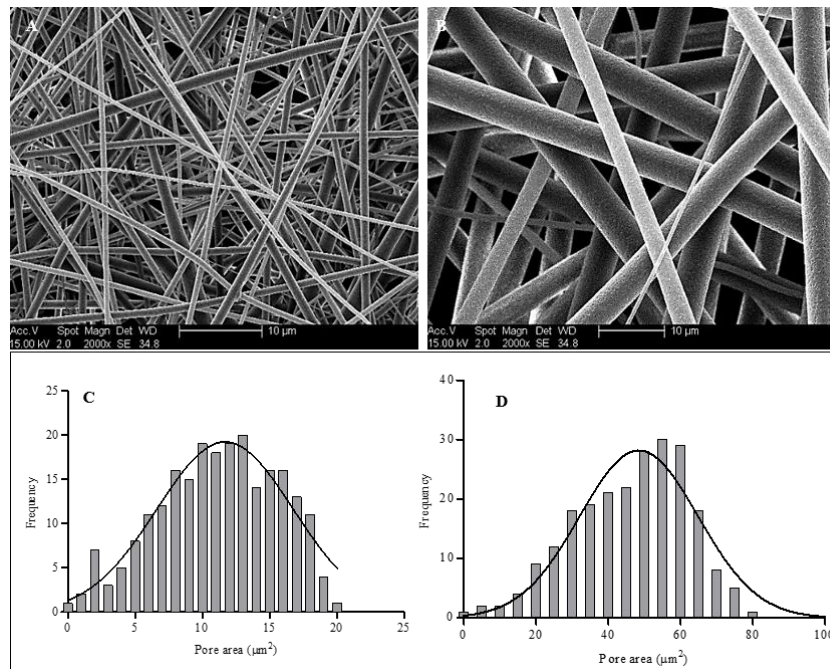 A
B
Acc.V Spot Magn Det WD
15.00 kV 2.0 2000x SE 34.8
10 µm
Acc.V Spot Magn Det WD
15.00 kV 2.0 2000x SE 34.8
10 µm
C
Frequency
25
20
15
10
5
0
0 5 10 15 20 25
Pore area (µm²)
D
Frequency
40
30
20
10
0
0 20 40 60 80 100
Pore area (µm²)